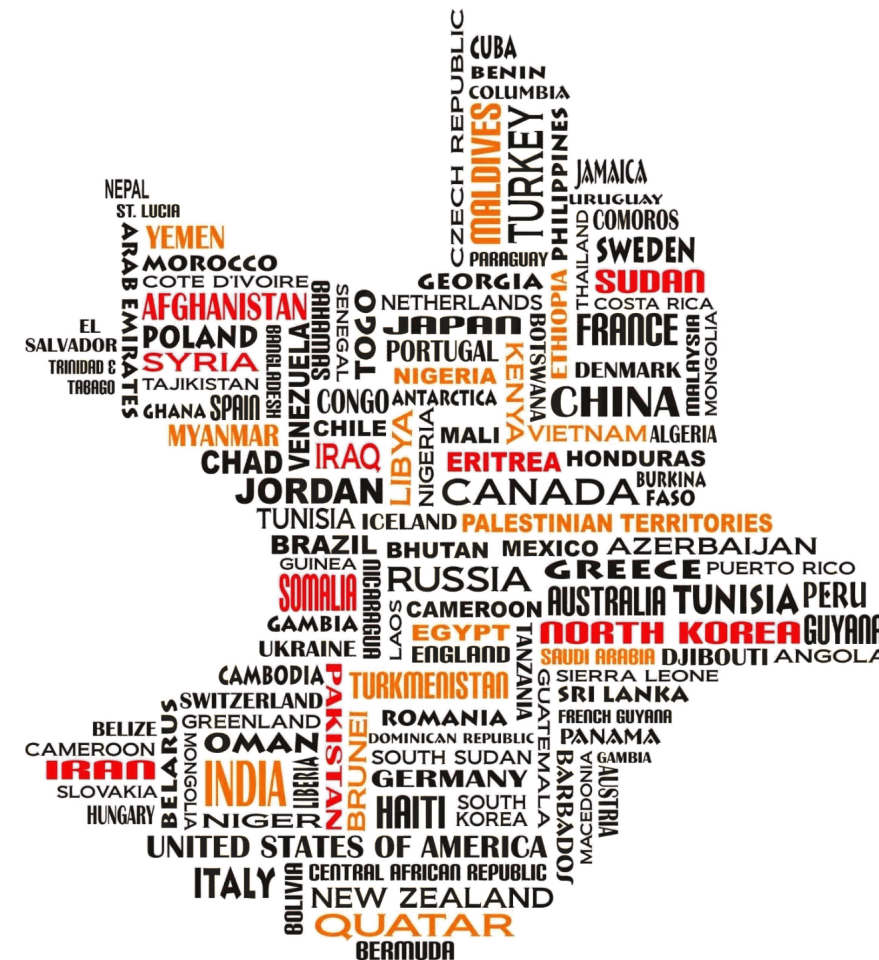 CZECH REPUBLIC
CUBA
BENIN
COLUMBIA
MALDIVES
TURKEY
PHILIPPINES
PARAGUAY
JAMAICA
URUGUAY
THAILAND
COMOROS
SWEDEN
SUDAN
COSTA RICA
NEPAL
ST. LUCIA
ARAB EMIRATES
YEMEN
MOROCCO
COTE D'IVOIRE
AFGHANISTAN
BAHAMAS
SENEGAL
TOGO
GEORGIA
NETHERLANDS
JAPAN
PORTUGAL
NIGERIA
ANTARCTICA
BOTSWANA
ETHIOPIA
FRANCE
MALAYSIA
MONGOLIA
DENMARK
CHINA
KENYA
EL
SALVADOR
TRINIDAD &
TABAGO
POLAND
SYRIA
TAJIKISTAN
BANGLADESH
VENEZUELA
GHANA
SPAIN
MYANMAR
CHAD
CONGO
CHILE
IRAQ
LIBYA
NIGERIA
MALI
VIETNAM
ALGERIA
ERITREA
HONDURAS
JORDAN
CANADA
BURKINA
FASO
TUNISIA
ICELAND
PALESTINIAN TERRITORIES
BRAZIL
BHUTAN
MEXICO
AZERBAIJAN
GUINEA
SOMALIA
NICARAGUA
RUSSIA
GREECE
PUERTO RICO
LAOS
CAMEROON
AUSTRALIA
TUNISIA
PERU
GAMBIA
EGYPT
TANZANIA
NORTH KOREA
GUYANA
UKRAINE
ENGLAND
SAUDI ARABIA
DJIBOUTI
ANGOLA
CAMBODIA
PAKISTAN
TURKMENISTAN
GUATEMALA
SIERRA LEONE
SWITZERLAND
SRI LANKA
BELARUS
GREENLAND
BRUNEI
ROMANIA
FRENCH GUYANA
BELIZE
MONGOLIA
OMAN
DOMINICAN REPUBLIC
PANAMA
CAMEROON
SOUTH SUDAN
BARBADOS
MACEDONIA
GAMBIA
AUSTRIA
IRAN
INDIA
LIBERIA
GERMANY
SLOVAKIA
HUNGARY
NIGER
HAITI
SOUTH
KOREA
UNITED STATES OF AMERICA
ITALY
BOLIVIA
CENTRAL AFRICAN REPUBLIC
NEW ZEALAND
QUATAR
BERMUDA